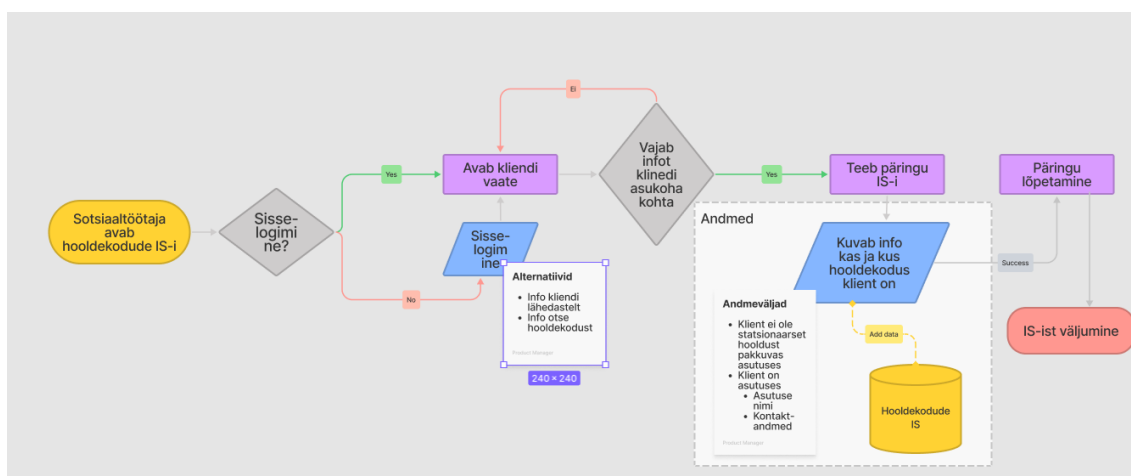 Ei
Yes
Avab kliendi
vaate
Vajab
infot
klinedi
asukoha
kohta
Yes
Teeb päringu
IS-i
Päringu
lõpetamine
Sotsiaaltöötaja
avab
hooldekodude IS-i
Sisse-
logimi
ne?
No
Sisse-
logim
ine
Alternatiivid
• Info kliendi
lähedastelt
• Info otse
hooldekodust
Product Manager
240 × 240
Andmed
Kuvab info
kas ja kus
hooldekodus
klient on
Success
Andmeväljad
• Klient ei ole
statsionaarset
hooldust
pakkuvas
asutuses
• Klient on
asutuses
• Asutuse
nimi
• Kontakt-
andmed
Product Manager
Add data
Hooldekodude
IS
IS-ist väljumine